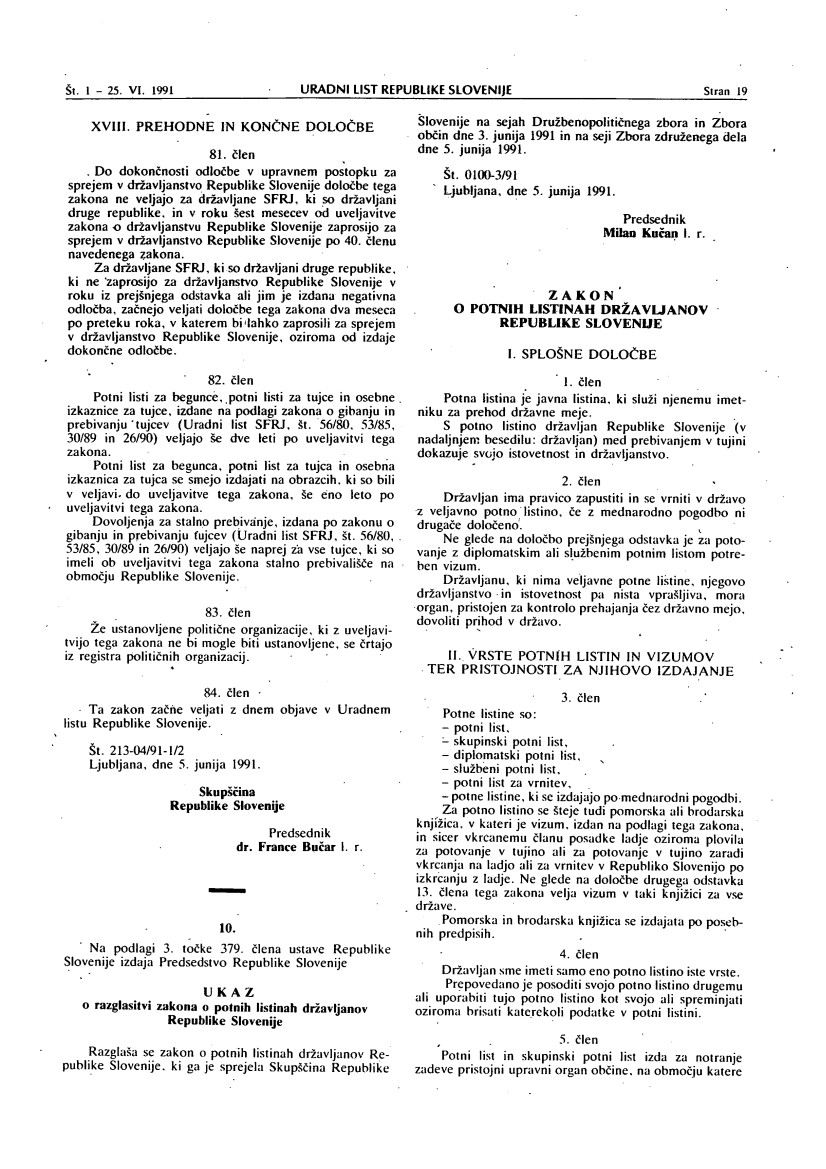 Št. 1 – 25. VI. 1991
URADNI LIST REPUBLIKE SLOVENIJE
Stran 19
XVIII. PREHODNE IN KONČNE DOLOČBE
81. člen
Do dokončnosti odločbe v upravnem postopku za
sprejem v državljanstvo Republike Slovenije določbe tega
zakona ne veljajo za državljane SFRJ, ki so državljani
druge republike, in v roku šest mesecev od uveljavitve
zakona o državljanstvu Republike Slovenije zaprosijo za
sprejem v državljanstvo Republike Slovenije po 40. členu
navedenega zakona.
Za državljane SFRJ, ki so državljani druge republike,
ki ne zaprosijo za državljanstvo Republike Slovenije v
roku iz prejšnjega odstavka ali jim je izdana negativna
odločba, začnejo veljati določbe tega zakona dva meseca
po preteku roka, v katerem bi lahko zaprosili za sprejem
v državljanstvo Republike Slovenije, oziroma od izdaje
dokončne odločbe.
82. člen
Potni listi za begunce, potni listi za tujce in osebne
izkaznice za tujce, izdane na podlagi zakona o gibanju in
prebivanju tujcev (Uradni list SFRJ, št. 56/80, 53/85,
30/89 in 26/90) veljajo še dve leti po uveljavitvi tega
zakona.
Potni list za begunca, potni list za tujca in osebna
izkaznica za tujca se smejo izdajati na obrazcih, ki so bili
v veljavi do uveljavitve tega zakona, še eno leto po
uveljavitvi tega zakona.
Dovoljenja za stalno prebivanje, izdana po zakonu o
gibanju in prebivanju tujcev (Uradni list SFRJ, št. 56/80,
53/85, 30/89 in 26/90) veljajo še naprej za vse tujce, ki so
imeli ob uveljavitvi tega zakona stalno prebivališče na
območju Republike Slovenije.
83. člen
Že ustanovljene politične organizacije, ki z uveljavi-
tvijo tega zakona ne bi mogle biti ustanovljene, se črtajo
iz registra političnih organizacij.
84. člen
Ta zakon začne veljati z dnem objave v Uradnem
listu Republike Slovenije.
Št. 213-04/91-1/2
Ljubljana, dne 5. junija 1991.
Skupščina
Republike Slovenije
Predsednik
dr. France Bučar l. r.
10.
Na podlagi 3. točke 379. člena ustave Republike
Slovenije izdaja Predsedstvo Republike Slovenije
UKAZ
o razglasitvi zakona o potnih listinah državljanov
Republike Slovenije
Razglaša se zakon o potnih listinah državljanov Re-
publike Slovenije, ki ga je sprejela Skupščina Republike
Slovenije na sejah Družbenopolitičnega zbora in Zbora
občin dne 3. junija 1991 in na seji Zbora združenega dela
dne 5. junija 1991.
Št. 0100-3/91
Ljubljana, dne 5. junija 1991.
Predsednik
Milan Kučan l. r.
ZAKON
O POTNIH LISTINAH DRŽAVLJANOV
REPUBLIKE SLOVENIJE
I. SPLOŠNE DOLOČBE
1. člen
Potna listina je javna listina, ki služi njenemu imet-
niku za prehod državne meje.
S potno listino državljan Republike Slovenije (v
nadaljnjem besedilu: državljan) med prebivanjem v tujini
dokazuje svojo istovetnost in državljanstvo.
2. člen
Državljan ima pravico zapustiti in se vrniti v državo
z veljavno potno listino, če z mednarodno pogodbo ni
drugače določeno.
Ne glede na določbo prejšnjega odstavka je za poto-
vanje z diplomatskim ali službenim potnim listom potre-
ben vizum.
Državljanu, ki nima veljavne potne listine, njegovo
državljanstvo in istovetnost pa nista vprašljiva, mora
organ, pristojen za kontrolo prehajanja čez državno mejo,
dovoliti prihod v državo.
II. VRSTE POTNIH LISTIN IN VIZUMOV
TER PRISTOJNOSTI ZA NJIHOVO IZDAJANJE
3. člen
Potne listine so:
– potni list,
– skupinski potni list,
– diplomatski potni list,
– službeni potni list,
– potni list za vrnitev,
– potne listine, ki se izdajajo po mednarodni pogodbi.
Za potno listino se šteje tudi pomorska ali brodarska
knjižica, v kateri je vizum, izdan na podlagi tega zakona,
in sicer vkrcanemu članu posadke ladje oziroma plovila
za potovanje v tujino ali za potovanje v tujino zaradi
vkrcanja na ladjo ali za vrnitev v Republiko Slovenijo po
izkrcanju z ladje. Ne glede na določbe drugega odstavka
13. člena tega zakona velja vizum v taki knjižici za vse
države.
Pomorska in brodarska knjižica se izdajata po poseb-
nih predpisih.
4. člen
Državljan sme imeti samo eno potno listino iste vrste.
Prepovedano je posoditi svojo potno listino drugemu
ali uporabiti tujo potno listino kot svojo ali spreminjati
oziroma brisati katerekoli podatke v potni listini.
5. člen
Potni list in skupinski potni list izda za notranje
zadeve pristojni upravni organ občine, na območju katere